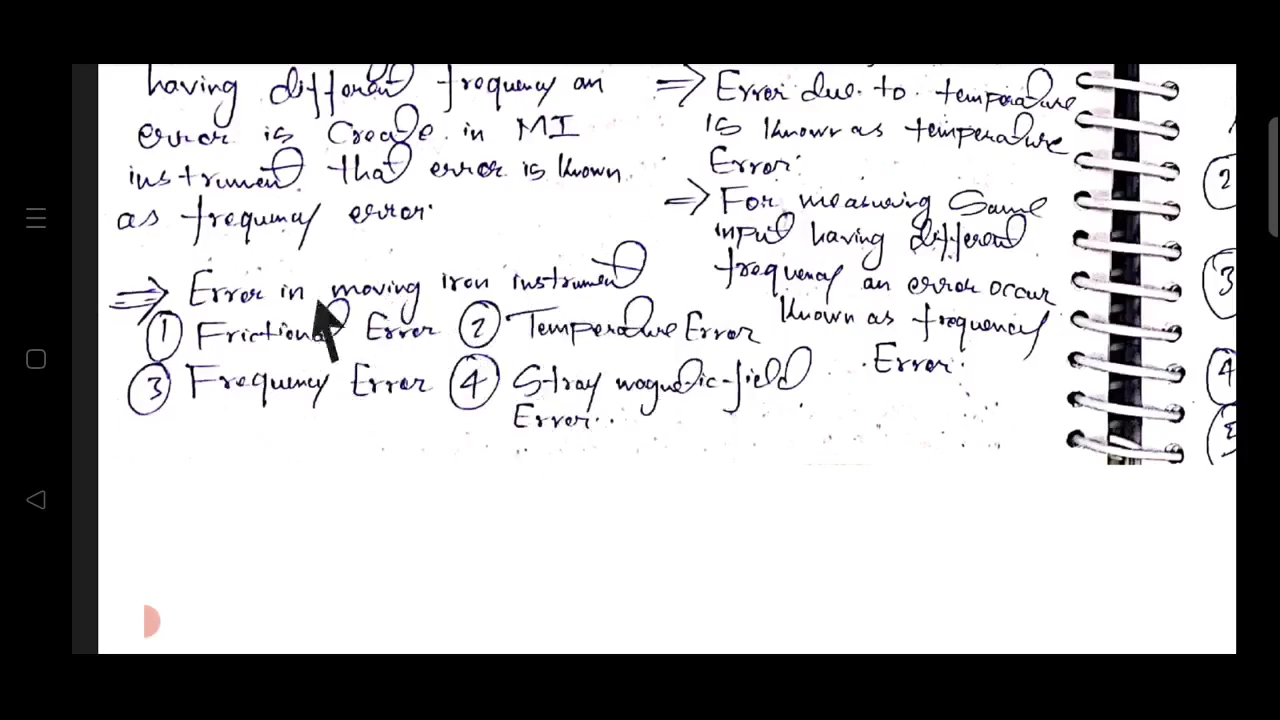 having different frequency an
error is Create in MI
instrument that error is known
as frequency error.
⇒ Error in moving iron instrument
① Frictional Error ② Temperature Error
③ Frequency Error ④ Stray magnetic field
Error..
⇒ Error due to temperature
is known as temperature
Error.
⇒ For measuring Same
input having different
frequency an error occur
known as frequency
Error.
2
3
4